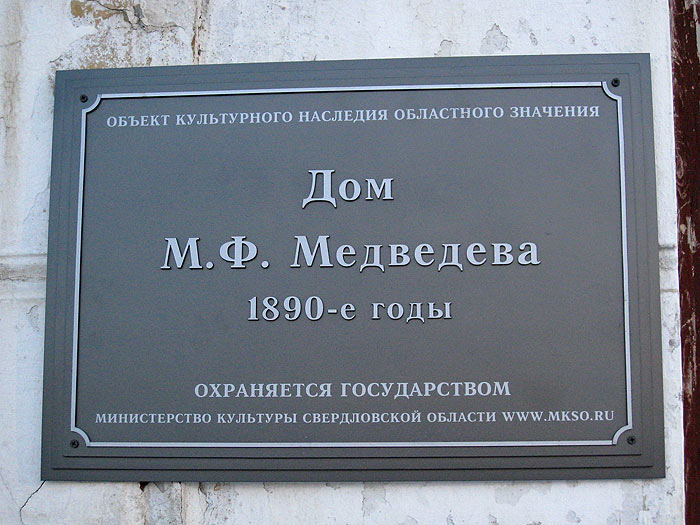 ОБЪЕКТ КУЛЬТУРНОГО НАСЛЕДИЯ ОБЛАСТНОГО ЗНАЧЕНИЯ
Дом
М.Ф. Медведева
1890-е годы
ОХРАНЯЕТСЯ ГОСУДАРСТВОМ
МИНИСТЕРСТВО КУЛЬТУРЫ СВЕРДЛОВСКОЙ ОБЛАСТИ WWW.MKSO.RU